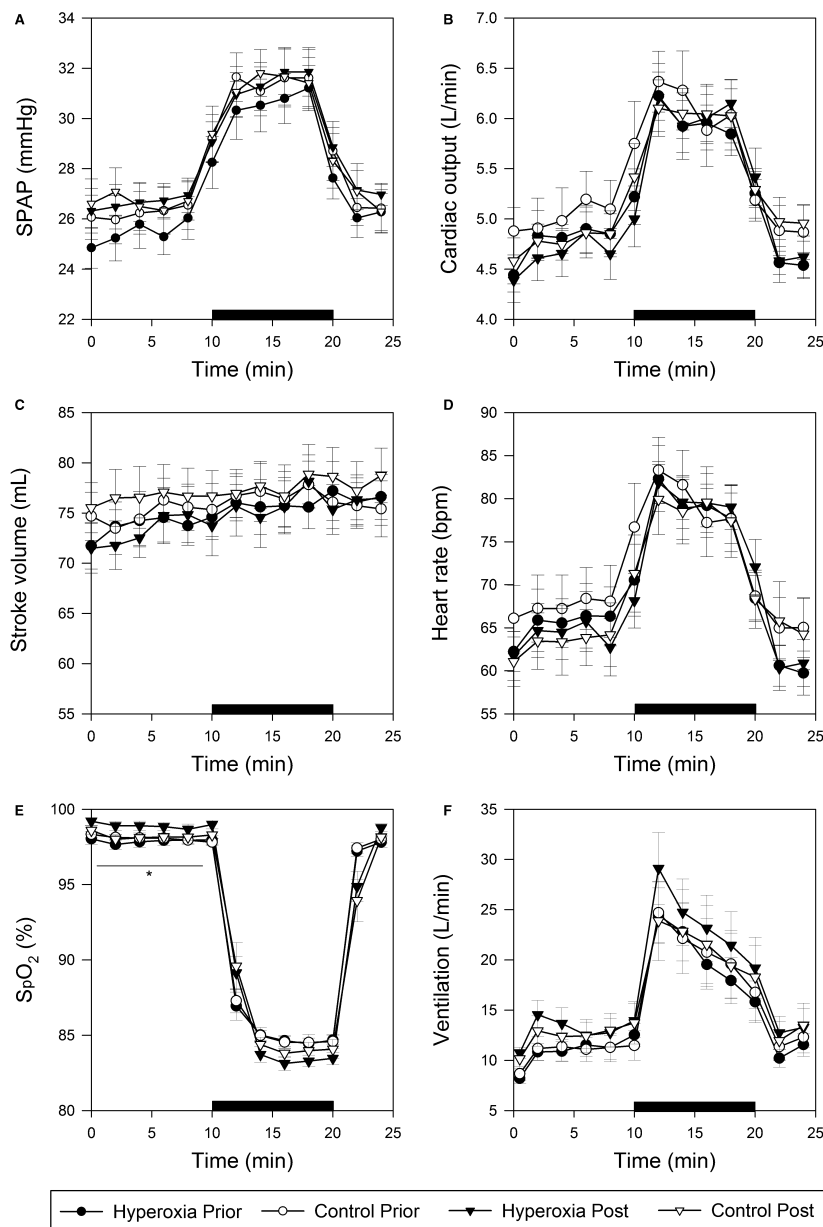 A
34
32
30
28
26
24
22
SPAP (mmHg)
0 5 10 15 20 25
Time (min)
B
7.0
6.5
6.0
5.5
5.0
4.5
4.0
Cardiac output (L/min)
0 5 10 15 20 25
Time (min)
C
85
80
75
70
65
60
55
Stroke volume (mL)
0 5 10 15 20 25
Time (min)
D
90
85
80
75
70
65
60
55
Heart rate (bpm)
0 5 10 15 20 25
Time (min)
E
100
95
90
85
80
SpO2 (%)
*
0 5 10 15 20 25
Time (min)
F
35
30
25
20
15
10
5
Ventilation (L/min)
0 5 10 15 20 25
Time (min)
Hyperoxia Prior Control Prior Hyperoxia Post Control Post